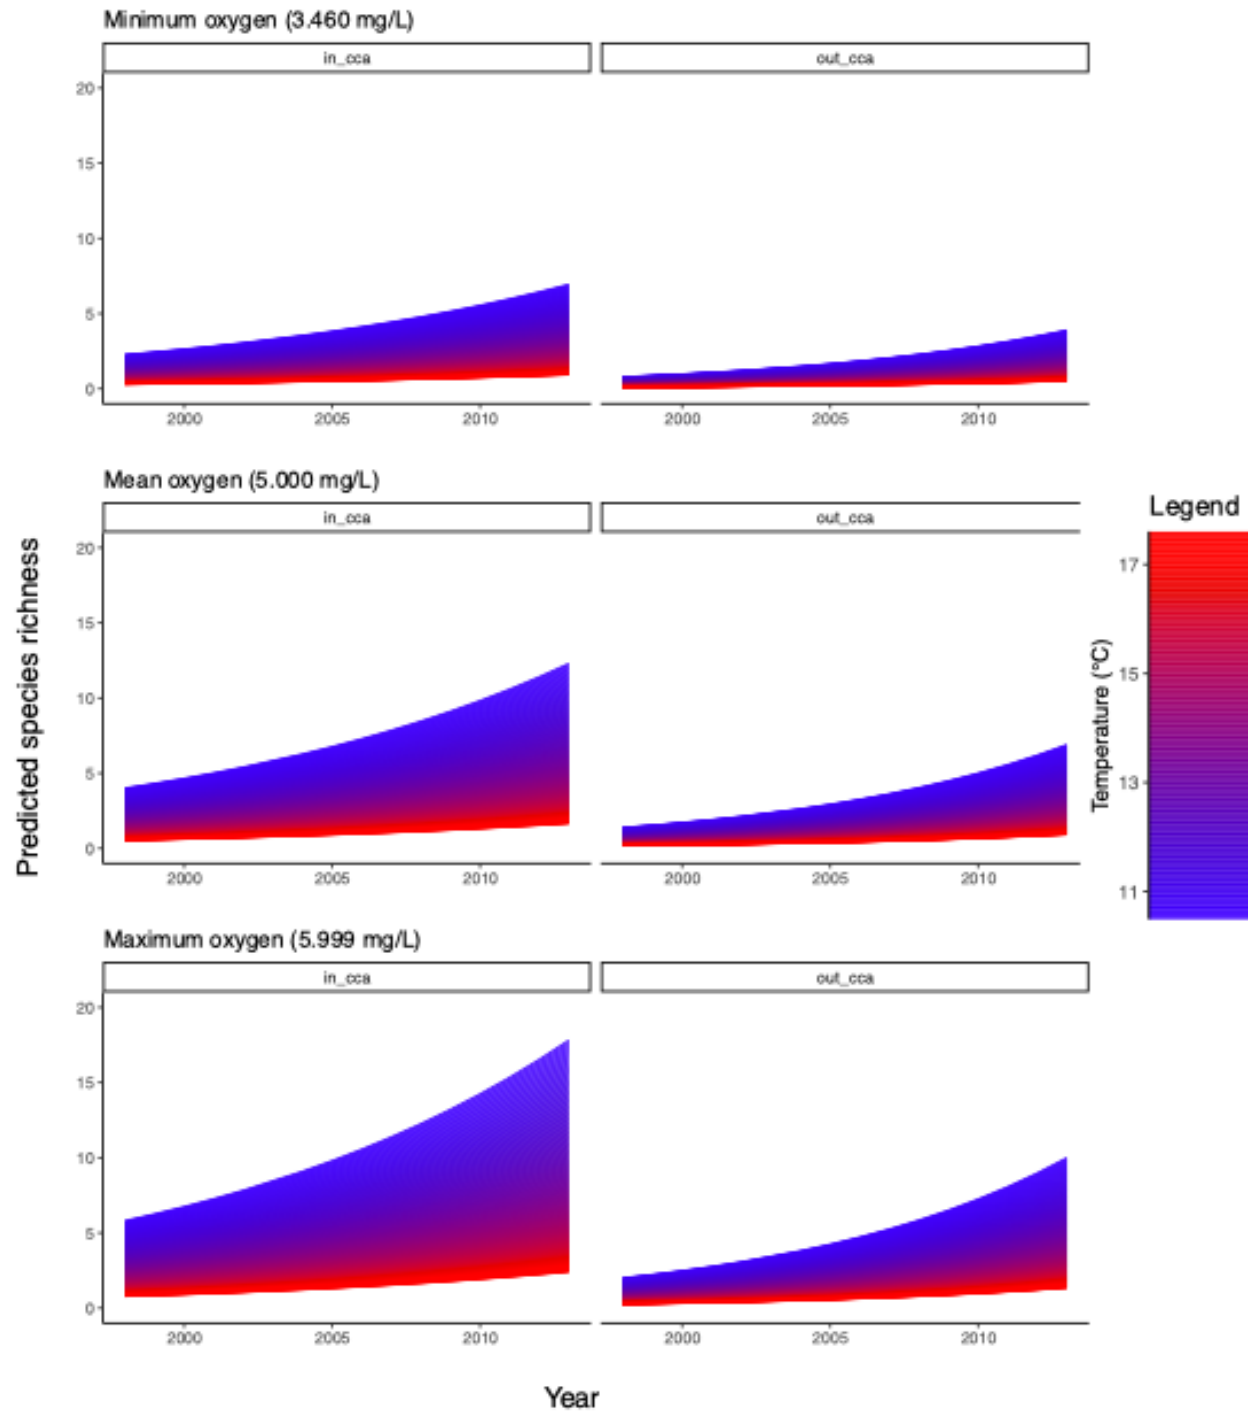 Minimum oxygen (3.460 mg/L)
in_cca
out_cca
20
15
10
5
0
2000 2005 2010
2000 2005 2010
Mean oxygen (5.000 mg/L)
in_cca
out_cca
20
15
10
5
0
2000 2005 2010
2000 2005 2010
Maximum oxygen (5.999 mg/L)
in_cca
out_cca
20
15
10
5
0
2000 2005 2010
2000 2005 2010
Predicted species richness
Year
Legend
Temperature (°C)
17
15
13
11